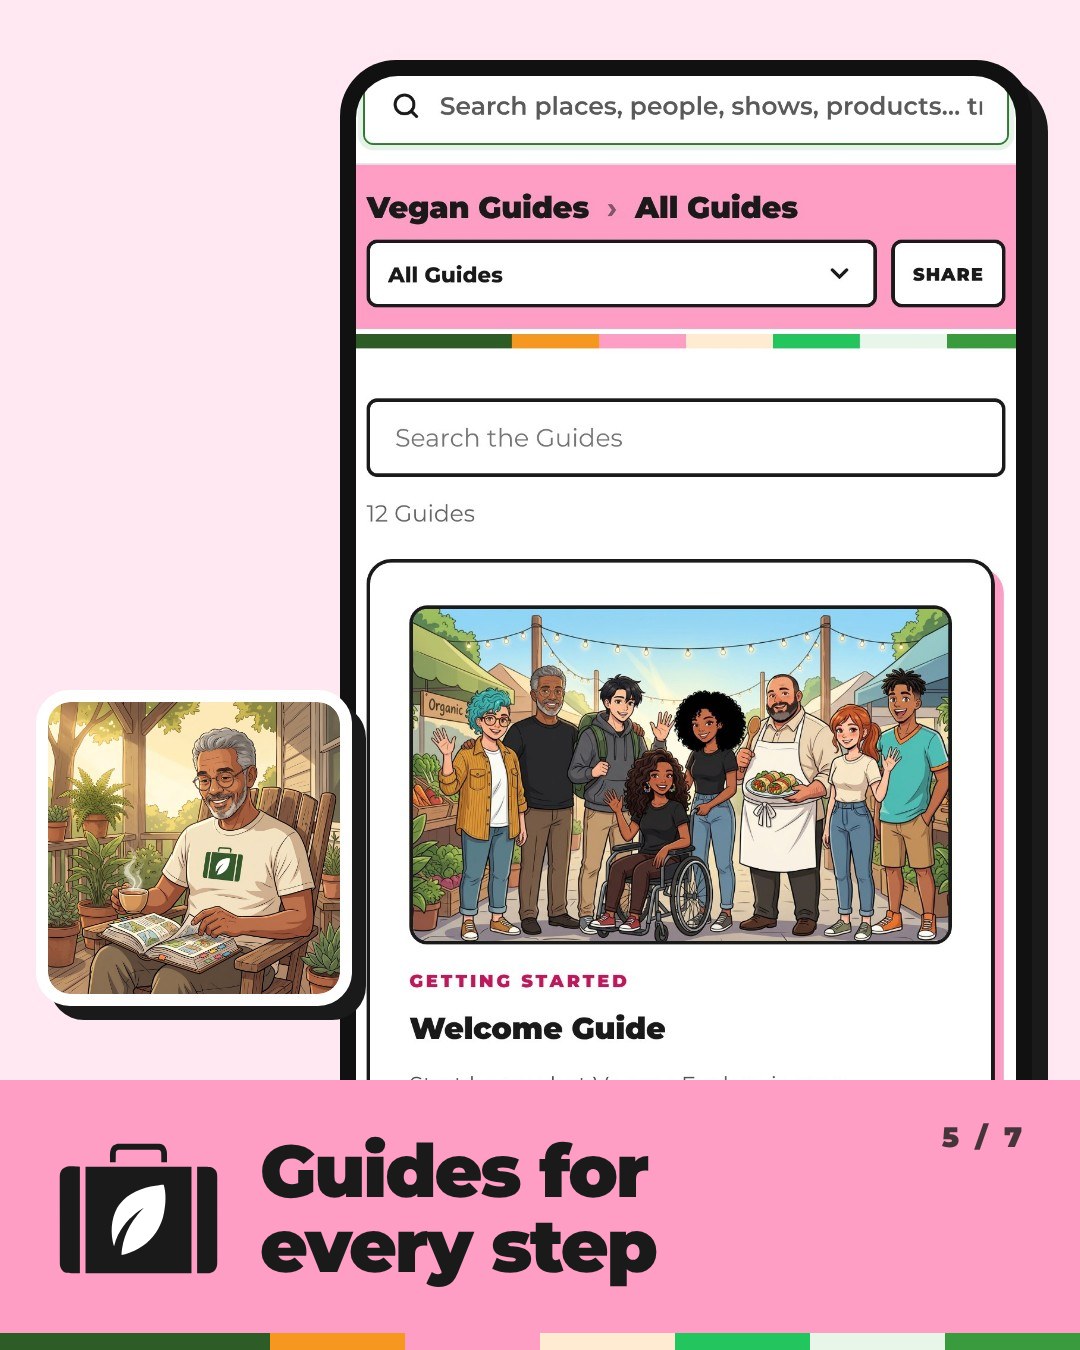 Search places, people, shows, products...
Vegan Guides › All Guides
All Guides
SHARE
Search the Guides
12 Guides
Organic
GETTING STARTED
Welcome Guide
Guides for
every step
5 / 7